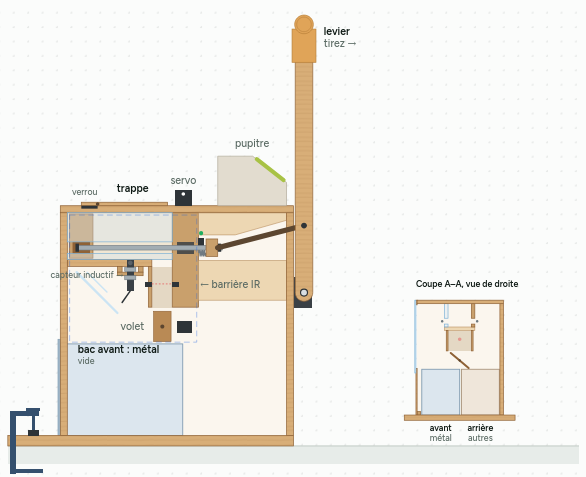 levier
tirez →
pupitre
servo
trappe
verrou
capteur inductif
← barrière IR
volet
bac avant : métal
vide
Coupe A–A, vue de droite
avant arrière
métal autres